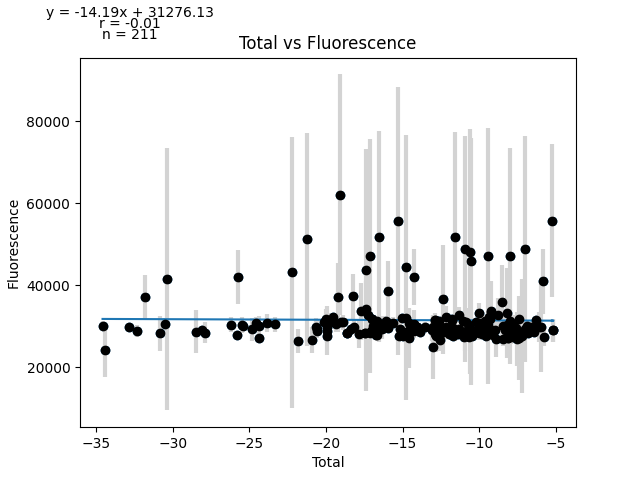 y = -14.19x + 31276.13
r = -0.01
n = 211
Total vs Fluorescence
80000
60000
40000
20000
Fluorescence
−35 −30 −25 −20 −15 −10 −5
Total